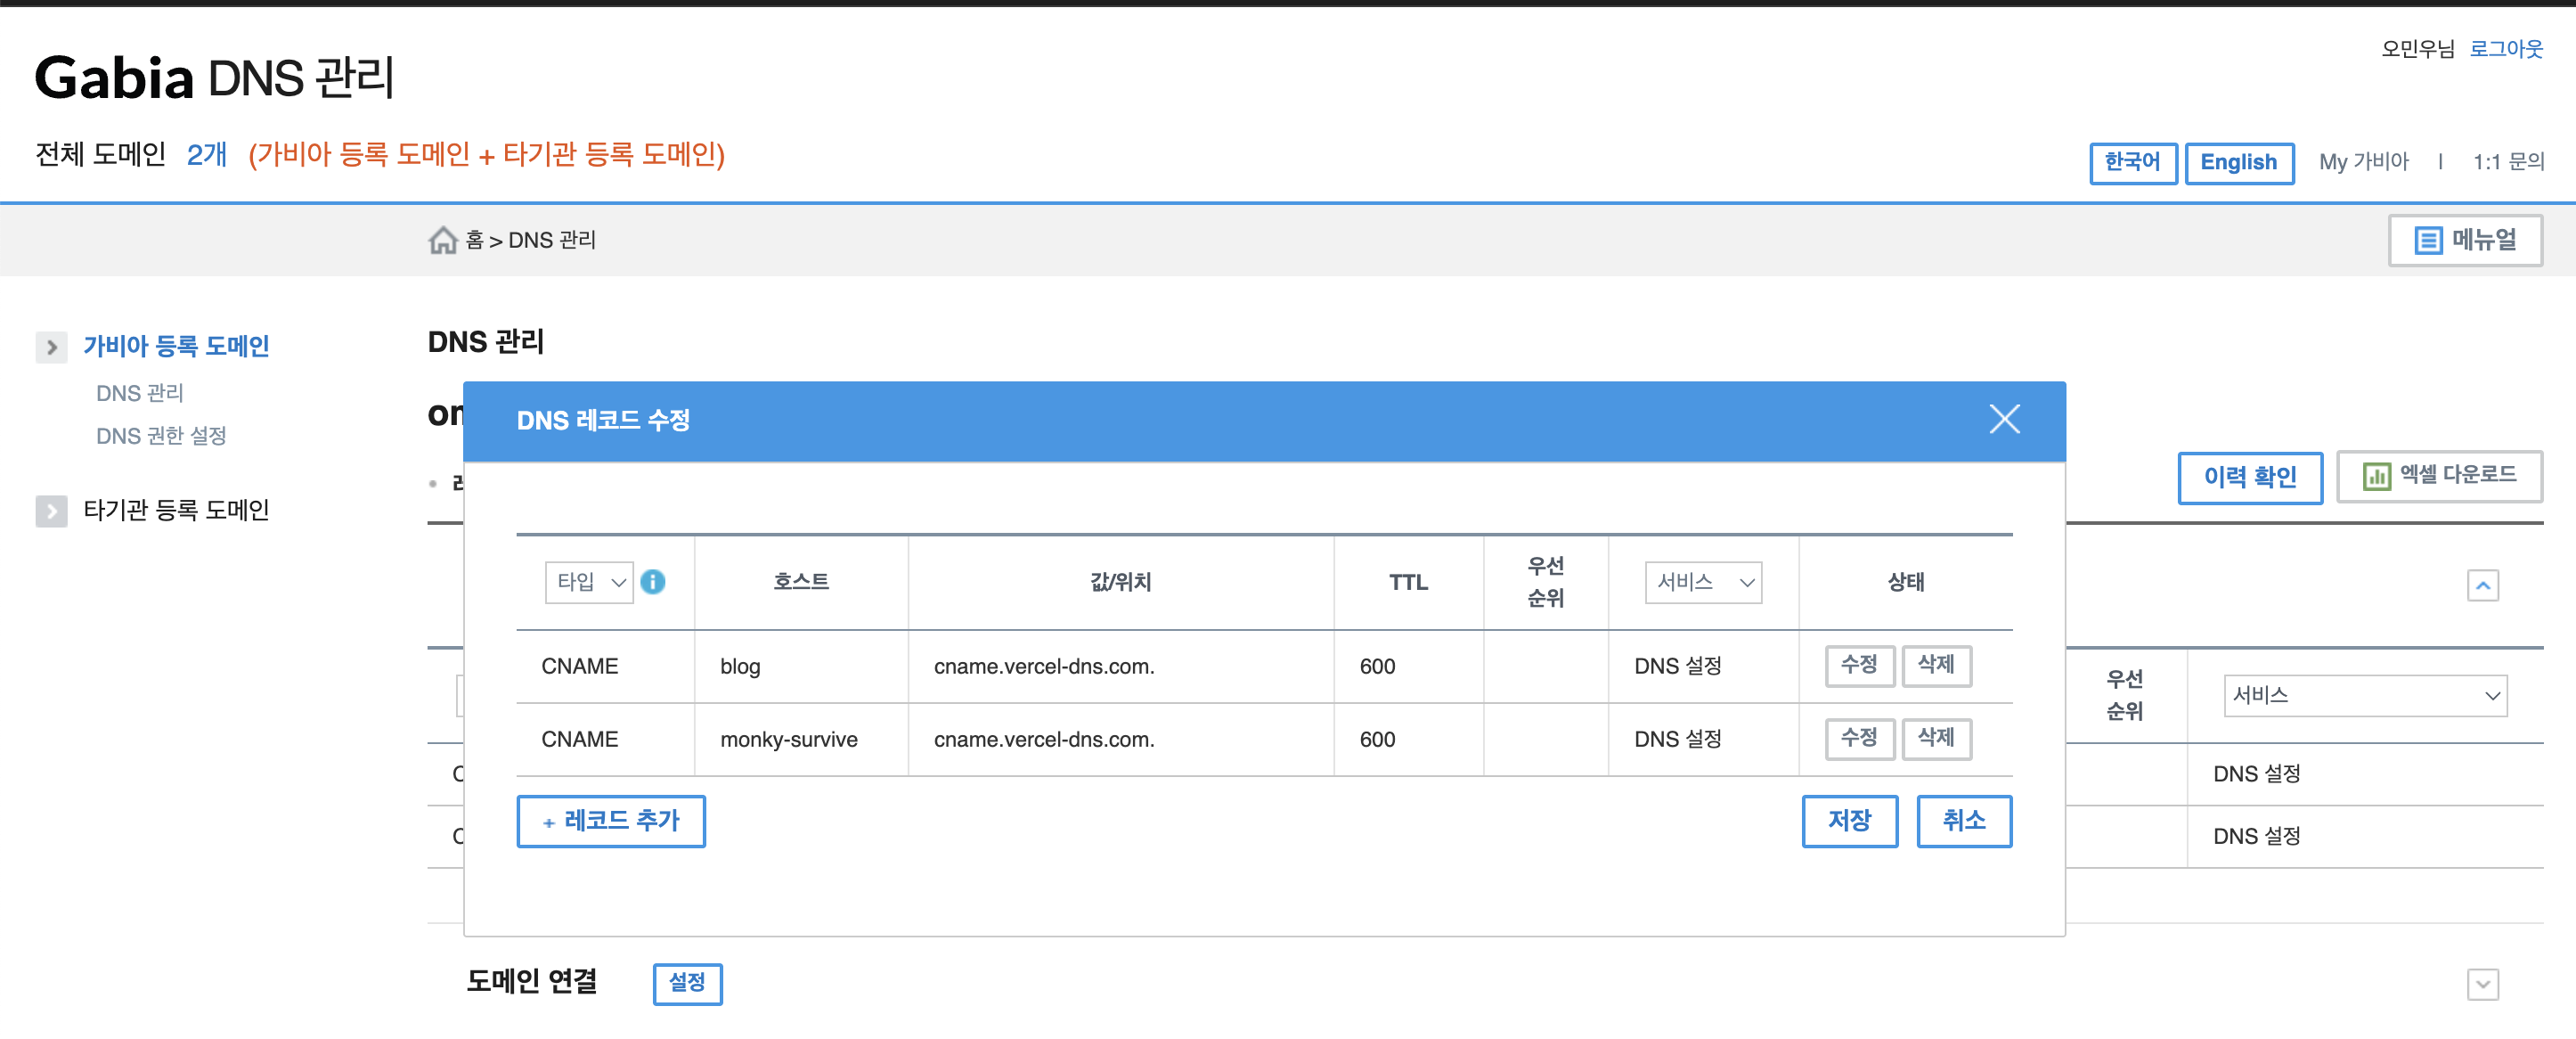 오민우님 로그아웃
Gabia DNS 관리
전체 도메인 2개 (가비아 등록 도메인 + 타기관 등록 도메인)
한국어 English My 가비아 | 1:1 문의
홈 > DNS 관리
메뉴얼
가비아 등록 도메인
DNS 관리
DNS 권한 설정
타기관 등록 도메인
DNS 관리
DNS 레코드 수정
이력 확인 엑셀 다운로드
타입 호스트 값/위치 TTL 우선 순위 서비스 상태
CNAME blog cname.vercel-dns.com. 600 DNS 설정 수정 삭제
CNAME monky-survive cname.vercel-dns.com. 600 DNS 설정 수정 삭제
+ 레코드 추가 저장 취소
우선 순위 서비스
DNS 설정
DNS 설정
도메인 연결 설정